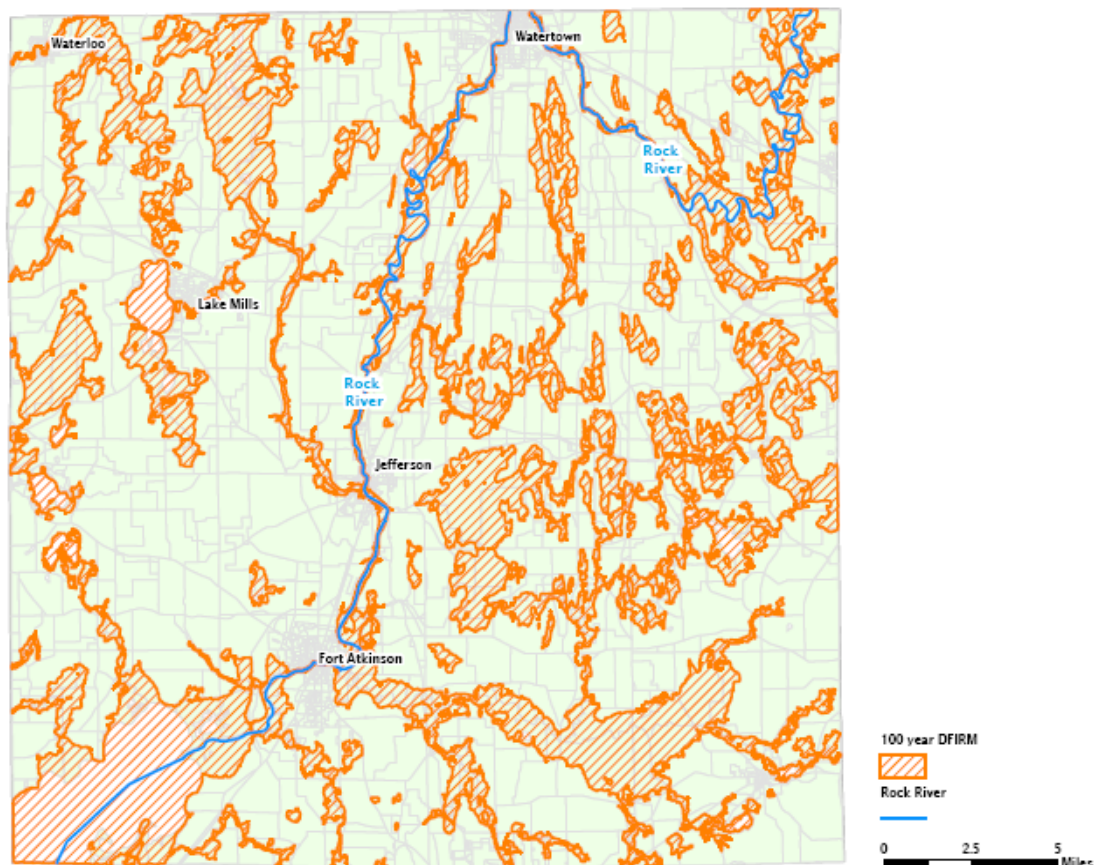 Waterloo
Watertown
Rock
River
Lake Mills
Rock
River
Jefferson
Fort Atkinson
100 year DFIRM
Rock River
0 2.5 5
Miles